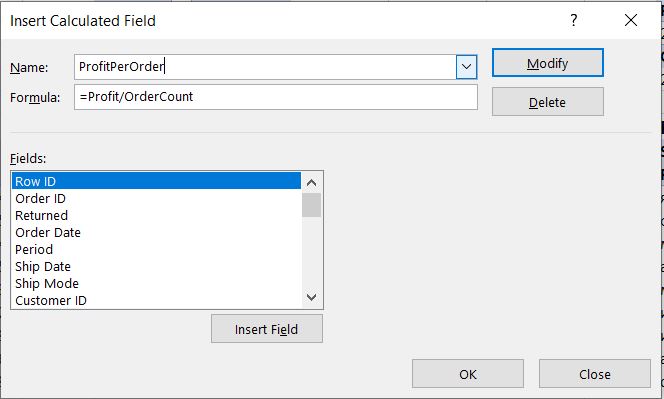 Insert Calculated Field
?
Name: ProfitPerOrder
Modify
Formula: =Profit/OrderCount
Delete
Fields:
Row ID
Order ID
Returned
Order Date
Period
Ship Date
Ship Mode
Customer ID
Insert Field
OK
Close